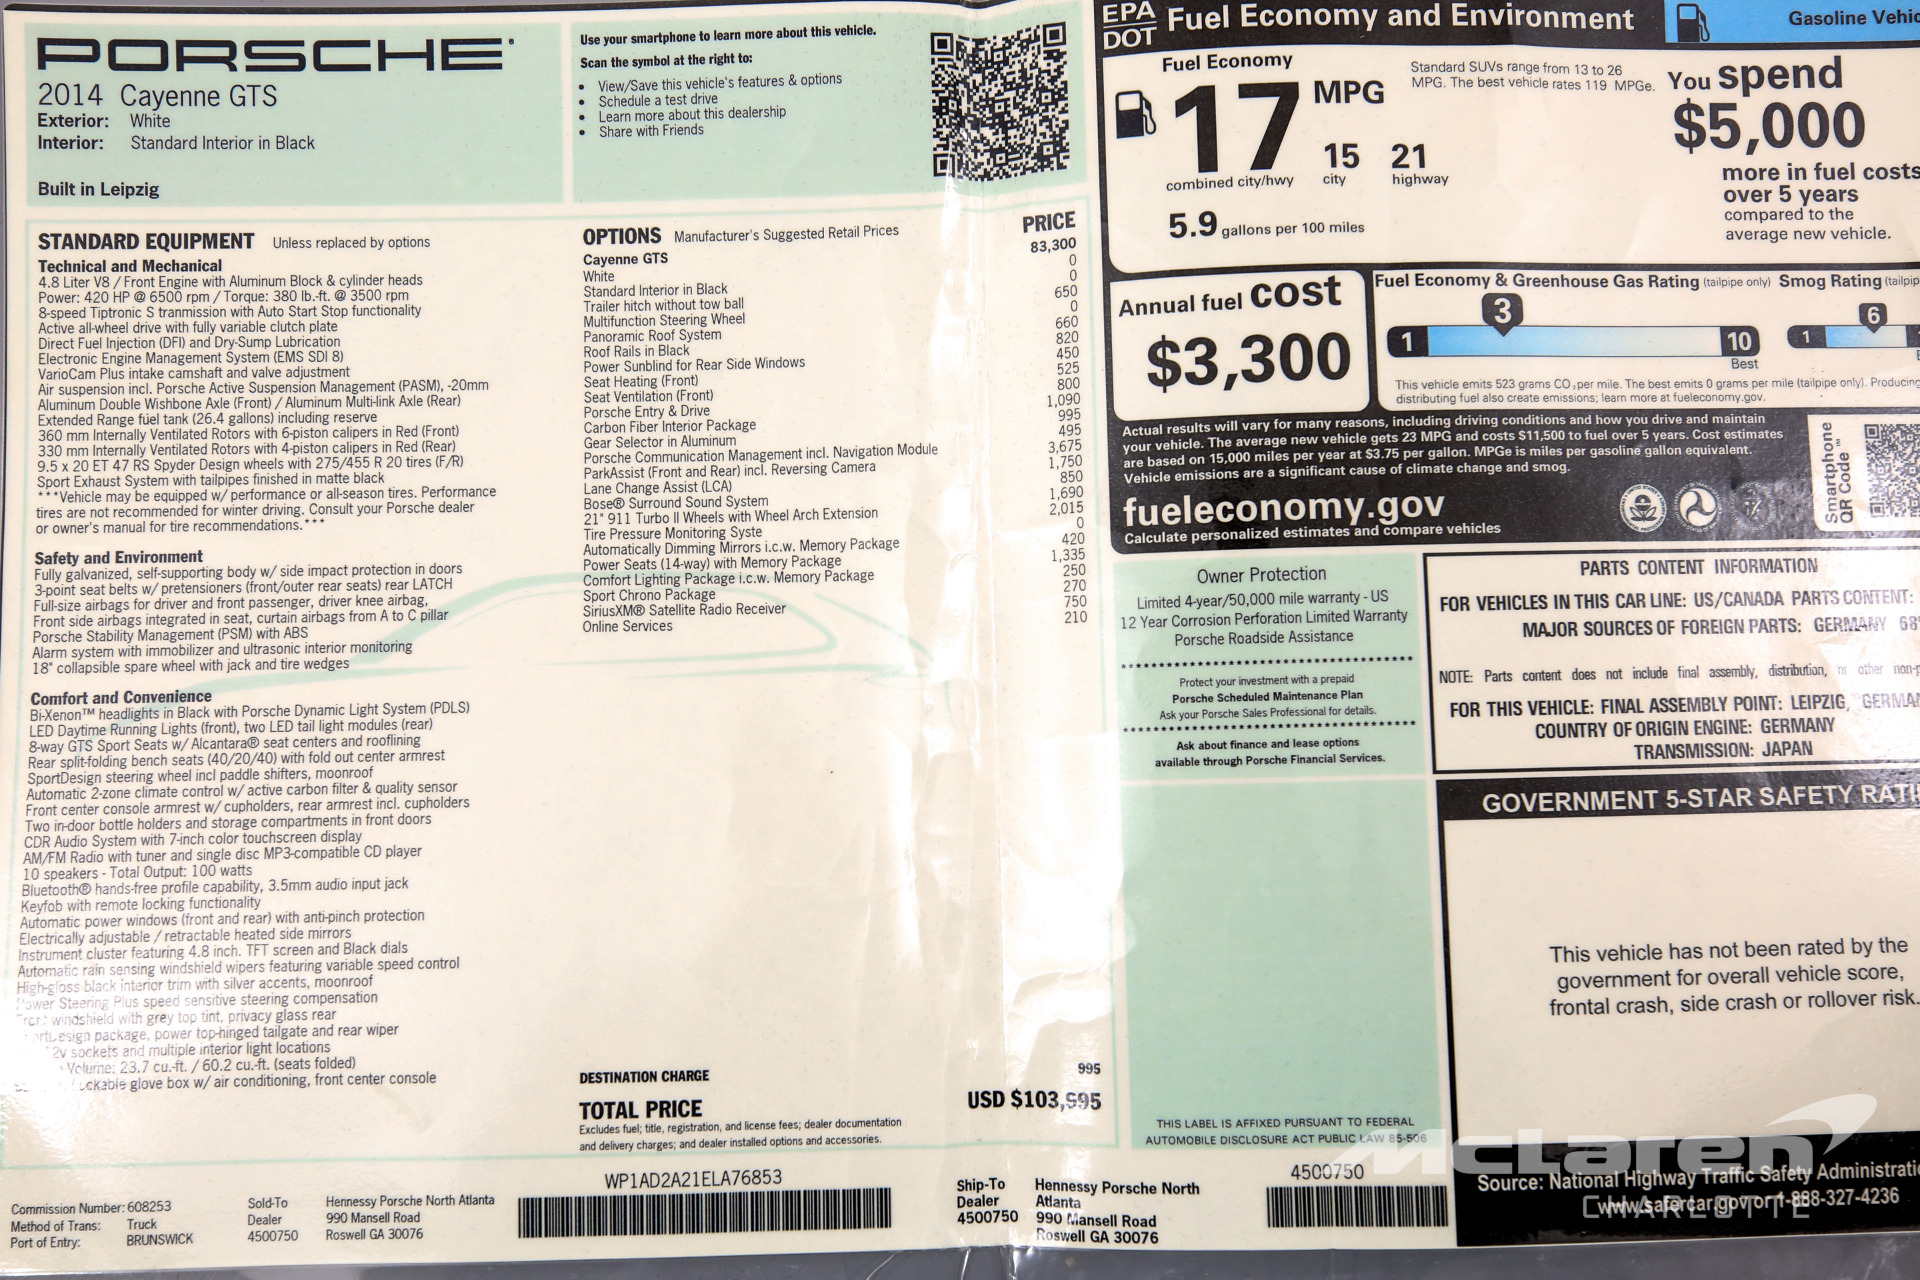 PORSCHE
2014 Cayenne GTS
Exterior: White
Interior: Standard Interior in Black
Built in Leipzig
Use your smartphone to learn more about this vehicle.
Scan the symbol at the right to:
• View/Save this vehicle's features & options
• Schedule a test drive
• Learn more about this dealership
• Share with Friends
STANDARD EQUIPMENT Unless replaced by options
Technical and Mechanical
4.8 Liter V8 / Front Engine with Aluminum Block & cylinder heads
Power: 420 HP @ 6500 rpm / Torque: 380 lb.-ft. @ 3500 rpm
8-speed Tiptronic S tranmission with Auto Start Stop functionality
Active all-wheel drive with fully variable clutch plate
Direct Fuel Injection (DFI) and Dry-Sump Lubrication
Electronic Engine Management System (EMS SDI 8)
VarioCam Plus intake camshaft and valve adjustment
Air suspension incl. Porsche Active Suspension Management (PASM), -20mm
Aluminum Double Wishbone Axle (Front) / Aluminum Multi-link Axle (Rear)
Extended Range fuel tank (26.4 gallons) including reserve
360 mm Internally Ventilated Rotors with 6-piston calipers in Red (Front)
330 mm Internally Ventilated Rotors with 4-piston calipers in Red (Rear)
9.5 x 20 ET 47 RS Spyder Design wheels with 275/455 R 20 tires (F/R)
Sport Exhaust System with tailpipes finished in matte black
***Vehicle may be equipped w/ performance or all-season tires. Performance
tires are not recommended for winter driving. Consult your Porsche dealer
or owner's manual for tire recommendations.***
Safety and Environment
Fully galvanized, self-supporting body w/ side impact protection in doors
3-point seat belts w/ pretensioners (front/outer rear seats) rear LATCH
Full-size airbags for driver and front passenger, driver knee airbag,
Front side airbags integrated in seat, curtain airbags from A to C pillar
Porsche Stability Management (PSM) with ABS
Alarm system with immobilizer and ultrasonic interior monitoring
18" collapsible spare wheel with jack and tire wedges
Comfort and Convenience
Bi-Xenon™ headlights in Black with Porsche Dynamic Light System (PDLS)
LED Daytime Running Lights (front), two LED tail light modules (rear)
8-way GTS Sport Seats w/ Alcantara® seat centers and rooflining
Rear split-folding bench seats (40/20/40) with fold out center armrest
SportDesign steering wheel incl paddle shifters, moonroof
Automatic 2-zone climate control w/ active carbon filter & quality sensor
Front center console armrest w/ cupholders, rear armrest incl. cupholders
Two in-door bottle holders and storage compartments in front doors
CDR Audio System with 7-inch color touchscreen display
AM/FM Radio with tuner and single disc MP3-compatible CD player
10 speakers - Total Output: 100 watts
Bluetooth® hands-free profile capability, 3.5mm audio input jack
Keyfob with remote locking functionality
Automatic power windows (front and rear) with anti-pinch protection
Electrically adjustable / retractable heated side mirrors
Instrument cluster featuring 4.8 inch. TFT screen and Black dials
Automatic rain sensing windshield wipers featuring variable speed control
High-gloss black interior trim with silver accents, moonroof
Power Steering Plus speed sensitive steering compensation
windshield with grey top tint, privacy glass rear
package, power top-hinged tailgate and rear wiper
sockets and multiple interior light locations
Volume: 23.7 cu.-ft. / 60.2 cu.-ft. (seats folded)
glove box w/ air conditioning, front center console
OPTIONS Manufacturer's Suggested Retail Prices PRICE
Cayenne GTS 83,300
White 0
Standard Interior in Black 0
Trailer hitch without tow ball 650
Multifunction Steering Wheel 0
Panoramic Roof System 660
Roof Rails in Black 820
Power Sunblind for Rear Side Windows 450
Seat Heating (Front) 525
Seat Ventilation (Front) 800
Porsche Entry & Drive 1,090
Carbon Fiber Interior Package 995
Gear Selector in Aluminum 495
Porsche Communication Management incl. Navigation Module 3,675
ParkAssist (Front and Rear) incl. Reversing Camera 1,750
Lane Change Assist (LCA) 850
Bose® Surround Sound System 1,690
21" 911 Turbo II Wheels with Wheel Arch Extension 2,015
Tire Pressure Monitoring Syste 0
Automatically Dimming Mirrors i.c.w. Memory Package 420
Power Seats (14-way) with Memory Package 1,335
Comfort Lighting Package i.c.w. Memory Package 250
Sport Chrono Package 270
SiriusXM® Satellite Radio Receiver 750
Online Services 210
DESTINATION CHARGE 995
TOTAL PRICE USD $103,995
Excludes fuel; title, registration, and license fees; dealer documentation
and delivery charges; and dealer installed options and accessories.
Commission Number: 608253
Method of Trans: Truck
Port of Entry: BRUNSWICK
Sold-To
Dealer
4500750
Hennessy Porsche North Atlanta
990 Mansell Road
Roswell GA 30076
WP1AD2A21ELA76853
Ship-To
Dealer
4500750
Hennessy Porsche North
Atlanta
990 Mansell Road
Roswell GA 30076
4500750
EPA
DOT
Fuel Economy and Environment
Gasoline
Fuel Economy
17 MPG
combined city/hwy
15
city
21
highway
5.9 gallons per 100 miles
Standard SUVs range from 13 to 26
MPG. The best vehicle rates 119 MPGe.
You spend
$5,000
more in fuel costs
over 5 years
compared to the
average new vehicle.
Annual fuel cost
$3,300
Fuel Economy & Greenhouse Gas Rating (tailpipe only)
3
1
10
Best
Smog Rating
6
1
This vehicle emits 523 grams CO2 per mile. The best emits 0 grams per mile (tailpipe only). Producing
distributing fuel also create emissions; learn more at fueleconomy.gov.
Actual results will vary for many reasons, including driving conditions and how you drive and maintain
your vehicle. The average new vehicle gets 23 MPG and costs $11,500 to fuel over 5 years. Cost estimates
are based on 15,000 miles per year at $3.75 per gallon. MPGe is miles per gasoline gallon equivalent.
Vehicle emissions are a significant cause of climate change and smog.
fueleconomy.gov
Calculate personalized estimates and compare vehicles
Smartphone
QR Code™
Owner Protection
Limited 4-year/50,000 mile warranty - US
12 Year Corrosion Perforation Limited Warranty
Porsche Roadside Assistance
Protect your investment with a prepaid
Porsche Scheduled Maintenance Plan
Ask your Porsche Sales Professional for details.
Ask about finance and lease options
available through Porsche Financial Services.
THIS LABEL IS AFFIXED PURSUANT TO FEDERAL
AUTOMOBILE DISCLOSURE ACT PUBLIC LAW 85-506
PARTS CONTENT INFORMATION
FOR VEHICLES IN THIS CAR LINE: US/CANADA PARTS CONTENT:
MAJOR SOURCES OF FOREIGN PARTS: GERMANY
NOTE: Parts content does not include final assembly, distribution, or other
FOR THIS VEHICLE: FINAL ASSEMBLY POINT: LEIPZIG,
COUNTRY OF ORIGIN ENGINE: GERMANY
TRANSMISSION: JAPAN
GOVERNMENT 5-STAR SAFETY
This vehicle has not been rated by the
government for overall vehicle score,
frontal crash, side crash or rollover risk.
Source: National Highway Traffic Safety
www.safercar.gov or 1-888-327-4236
McLaren
CHARLOTTE